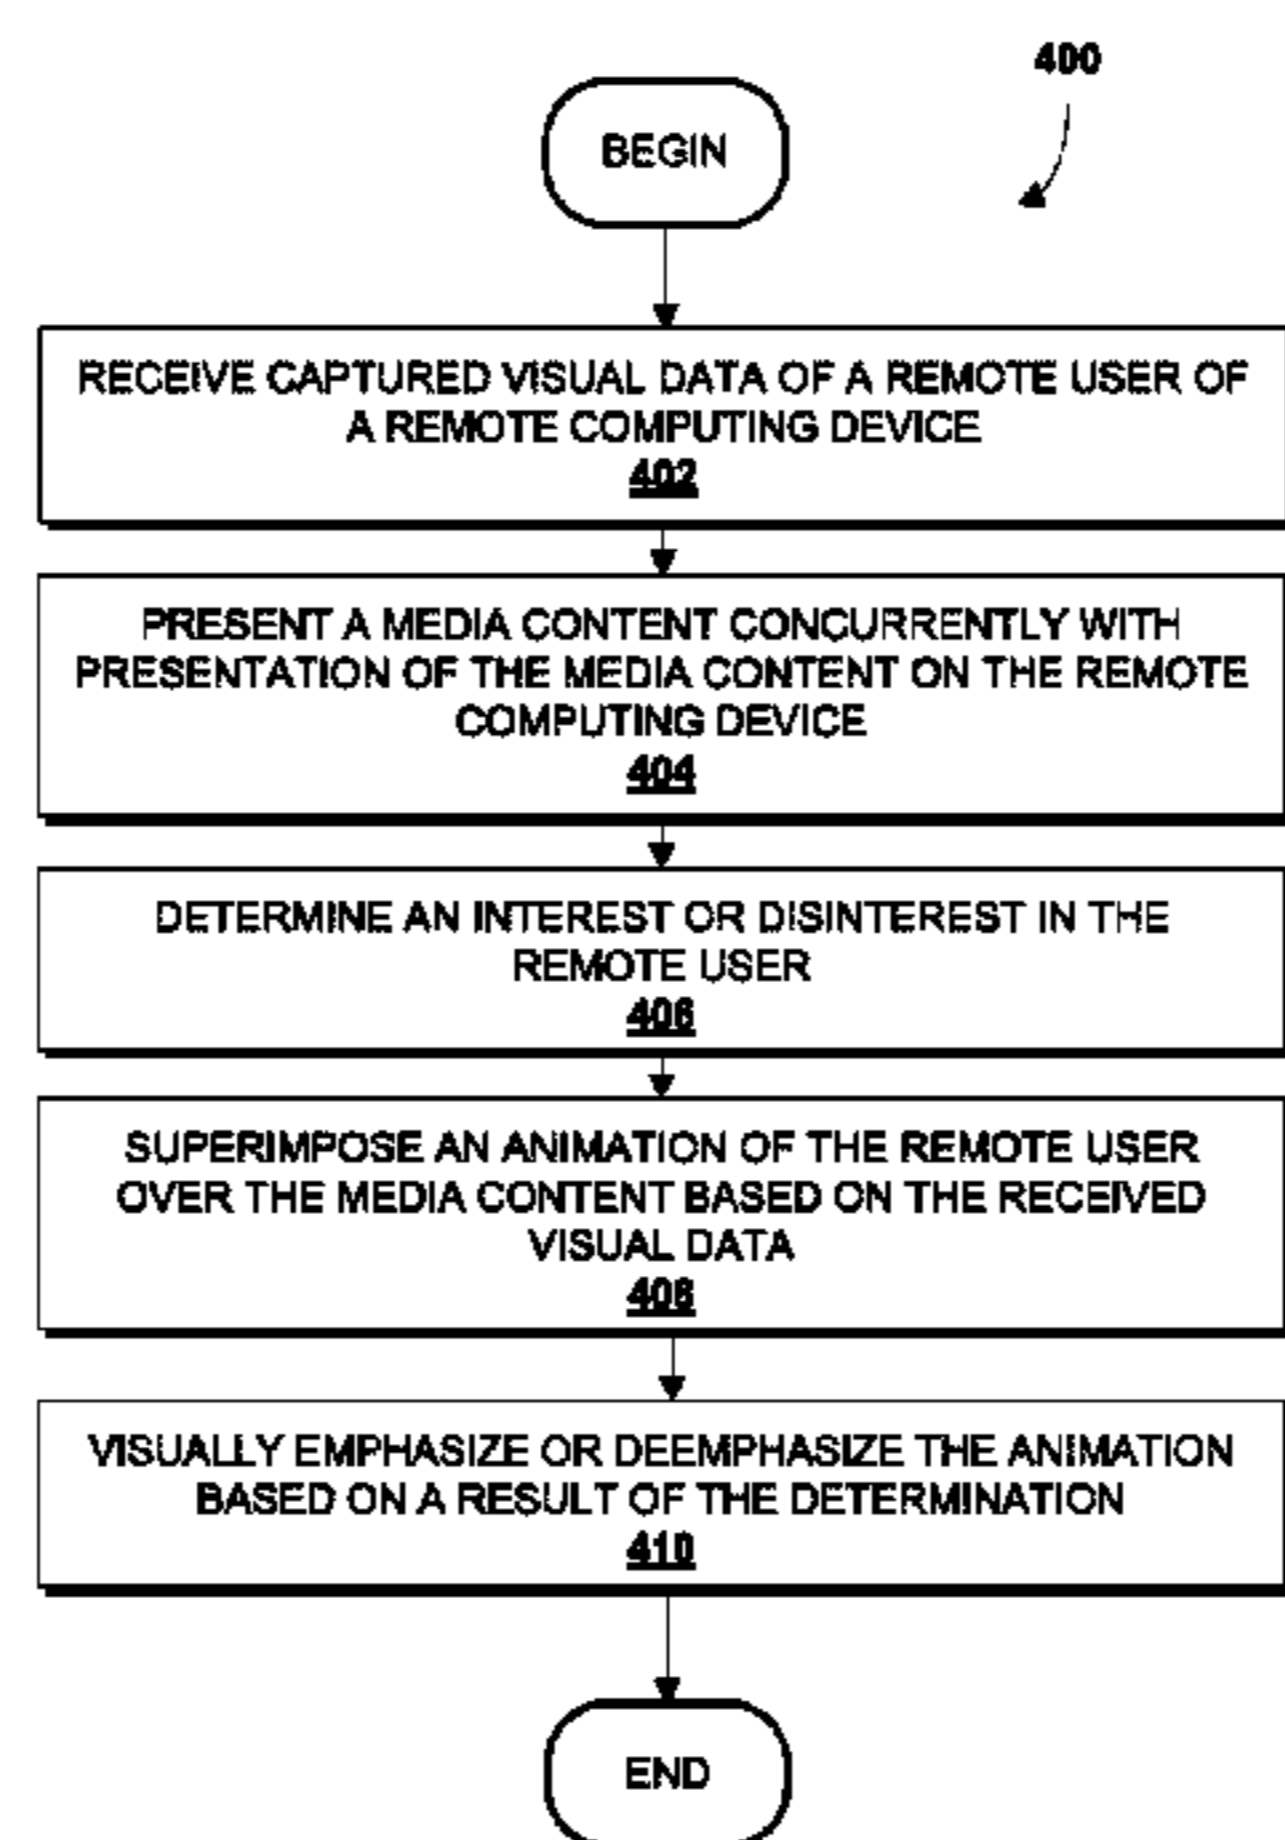 400
BEGIN
RECEIVE CAPTURED VISUAL DATA OF A REMOTE USER OF
A REMOTE COMPUTING DEVICE
402
PRESENT A MEDIA CONTENT CONCURRENTLY WITH
PRESENTATION OF THE MEDIA CONTENT ON THE REMOTE
COMPUTING DEVICE
404
DETERMINE AN INTEREST OR DISINTEREST IN THE
REMOTE USER
406
SUPERIMPOSE AN ANIMATION OF THE REMOTE USER
OVER THE MEDIA CONTENT BASED ON THE RECEIVED
VISUAL DATA
408
VISUALLY EMPHASIZE OR DEEMPHASIZE THE ANIMATION
BASED ON A RESULT OF THE DETERMINATION
410
END